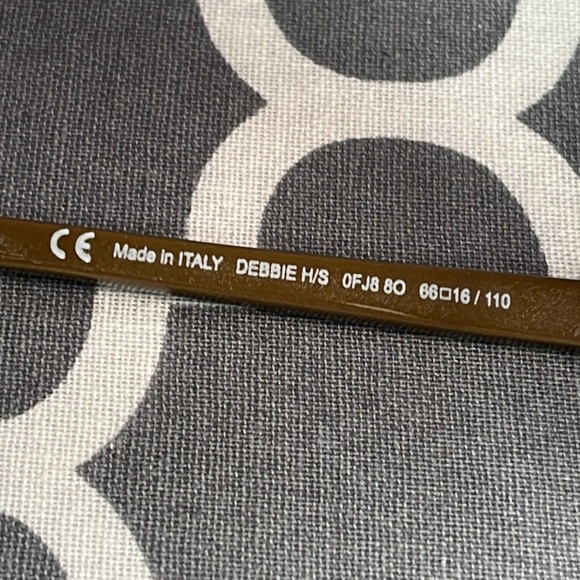 CE Made in ITALY DEBBIE H/S 0FJ8 8O 66□16 / 110